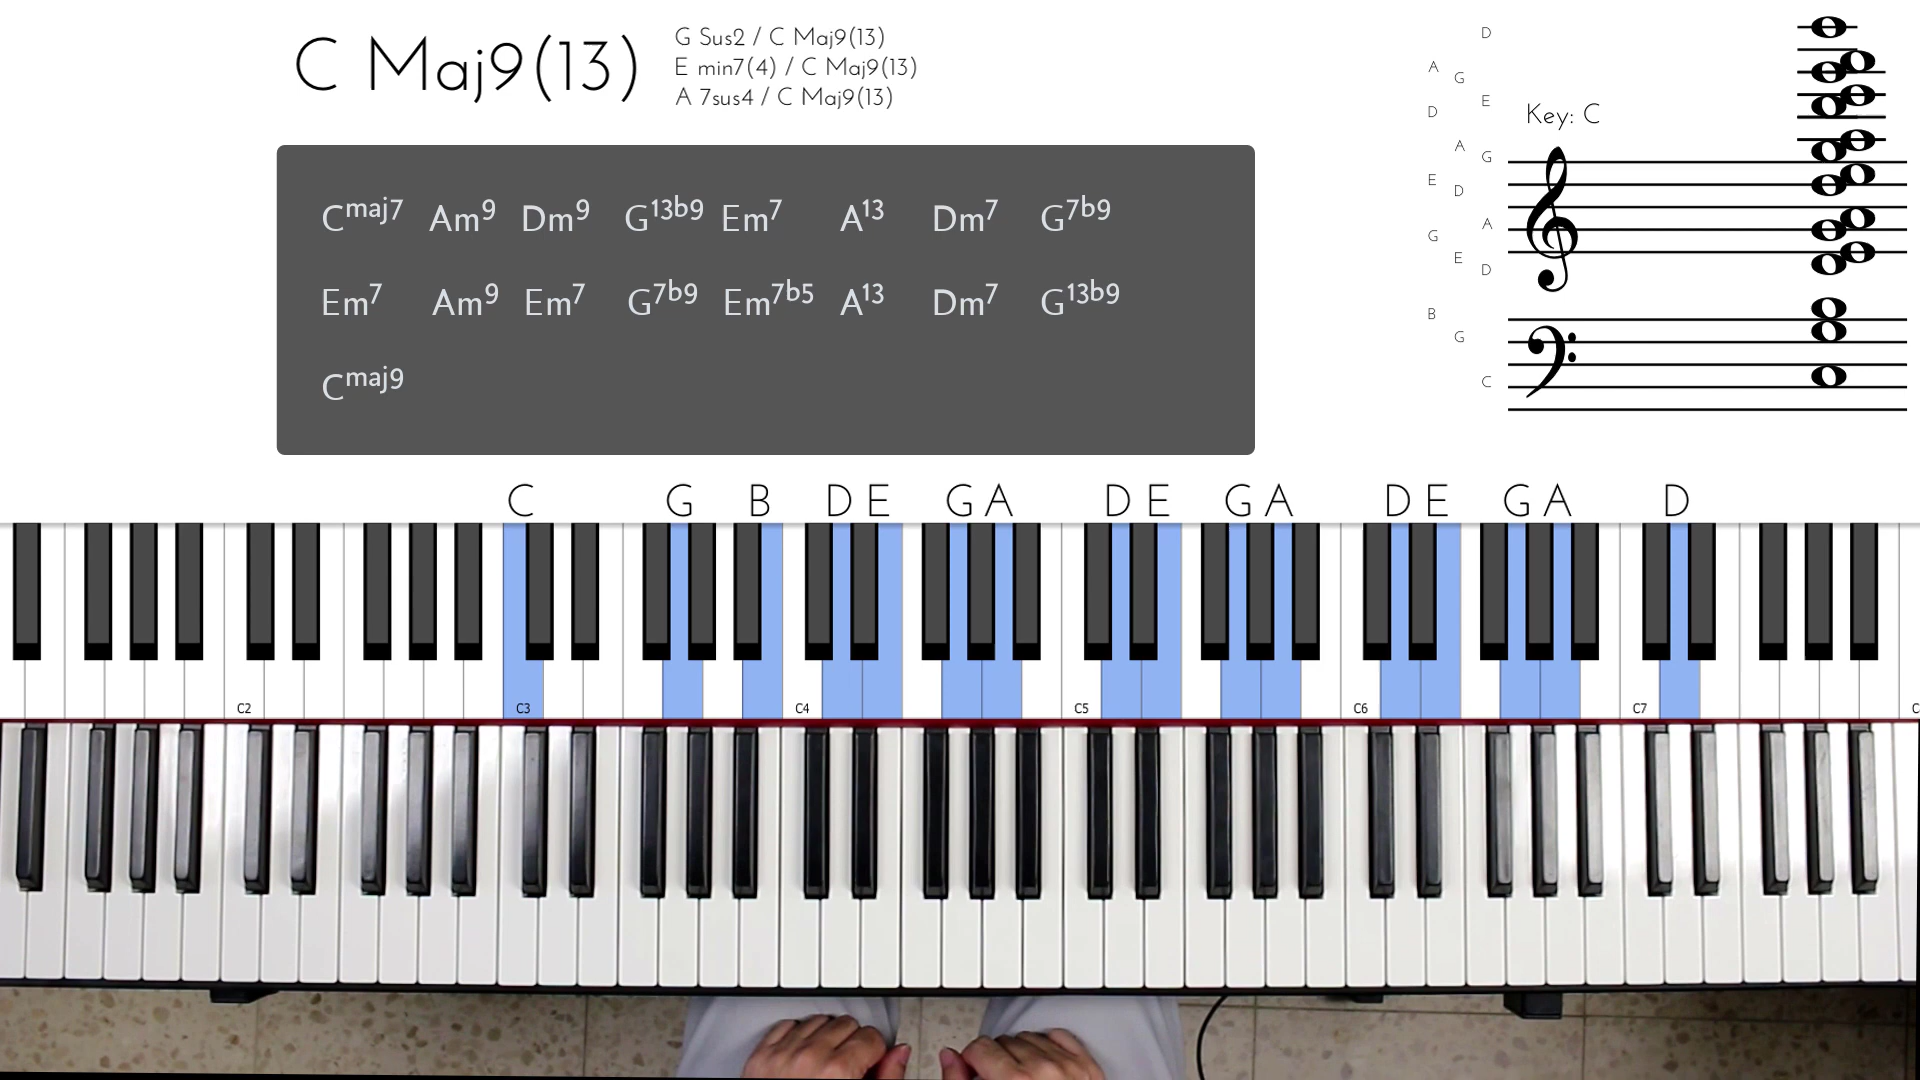 C Maj9(13)
G Sus2 / C Maj9(13)
E min7(4) / C Maj9(13)
A 7sus4 / C Maj9(13)
Cmaj7 Am9 Dm9 G13b9 Em7 A13 Dm7 G7b9
Em7 Am9 Em7 G7b9 Em7b5 A13 Dm7 G13b9
Cmaj9
D
A
G
E
D
Key: C
A
G
E
D
A
G
E
D
B
G
C
C G B D E G A D E G A D E G A D
C2 C3 C4 C5 C6 C7